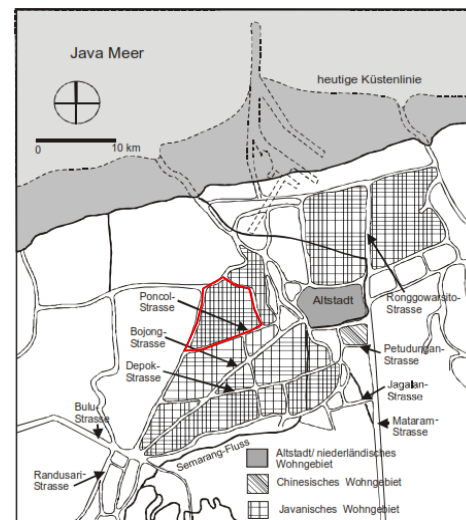 Java Meer
heutige Küstenlinie
0
10 km
Poncol-
Strasse
Bojong-
Strasse
Depok-
Strasse
Bulu-
Strasse
Randusari-
Strasse
Altstadt
Ronggowarsito-
Strasse
Petudungan-
Strasse
Jagalan-
Strasse
Mataram-
Strasse
Semarang-Fluss
Altstadt/ niederländisches
Wohngebiet
Chinesisches Wohngebiet
Javanisches Wohngebiet